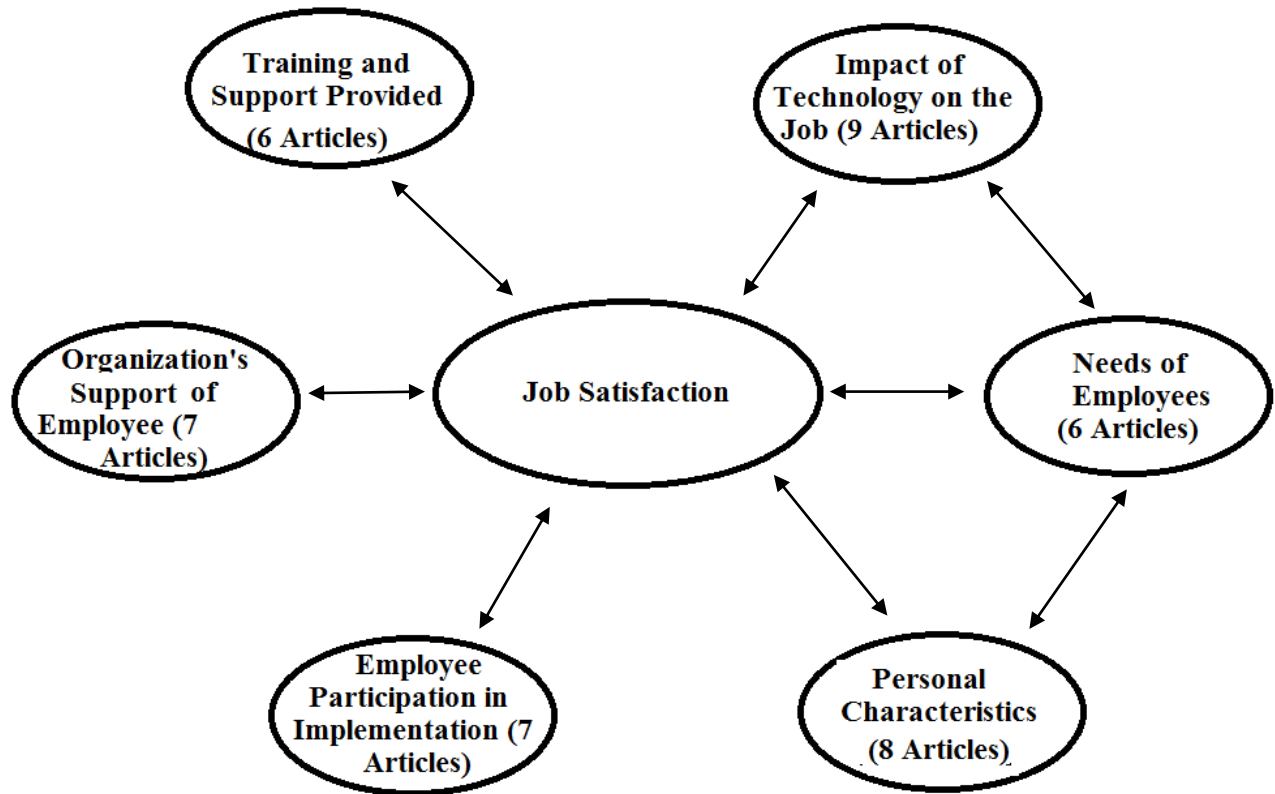 Training and
Support Provided
(6 Articles)
Impact of
Technology on the
Job (9 Articles)
Organization's
Support of
Employee (7
Articles)
Job Satisfaction
Needs of
Employees
(6 Articles)
Employee
Participation in
Implementation (7
Articles)
Personal
Characteristics
(8 Articles)